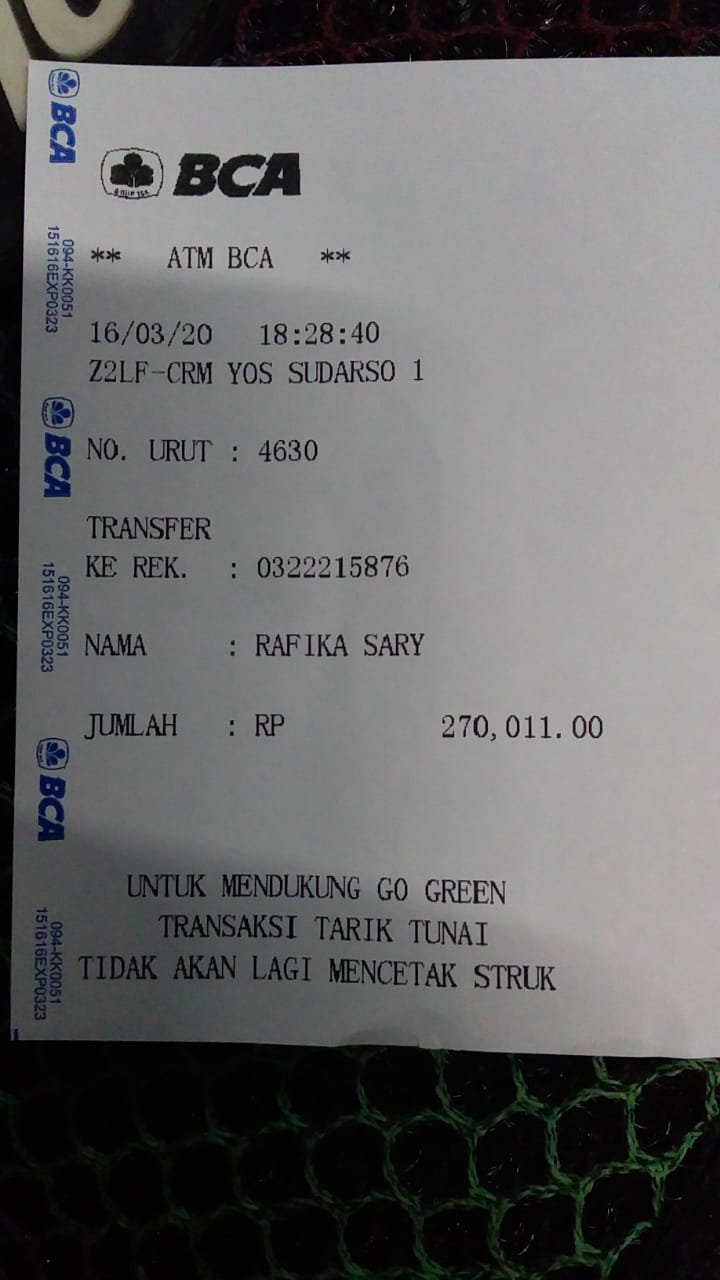 BCA
** ATM BCA **
16/03/20 18:28:40
Z2LF-CRM YOS SUDARSO 1
NO. URUT : 4630
TRANSFER
KE REK. : 0322215876
NAMA : RAFIKA SARY
JUMLAH : RP 270,011.00
UNTUK MENDUKUNG GO GREEN
TRANSAKSI TARIK TUNAI
TIDAK AKAN LAGI MENCETAK STRUK
BCA
094-KK0051
151616EXP0323
BCA
094-KK0051
151616EXP0323
BCA
094-KK0051
151616EXP0323